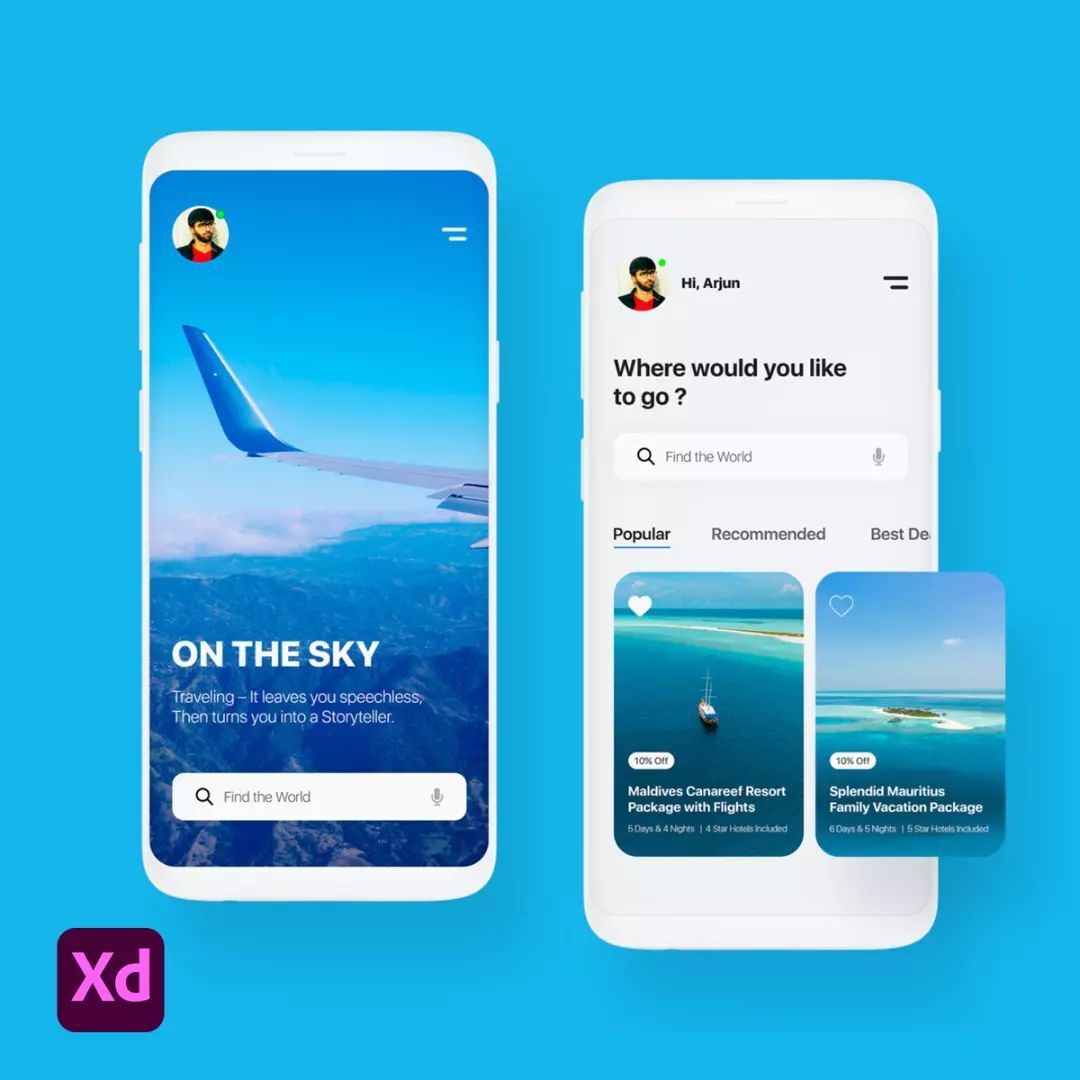 ON THE SKY
Traveling – It leaves you speechless,
Then turns you into a Storyteller.
Find the World
Hi, Arjun
Where would you like
to go ?
Find the World
Popular
Recommended
Best De
10% Off
Maldives Canareef Resort
Package with Flights
5 Days & 4 Nights | 4 Star Hotels Included
10% Off
Splendid Mauritius
Family Vacation Package
6 Days & 5 Nights | 5 Star Hotels Included
Xd